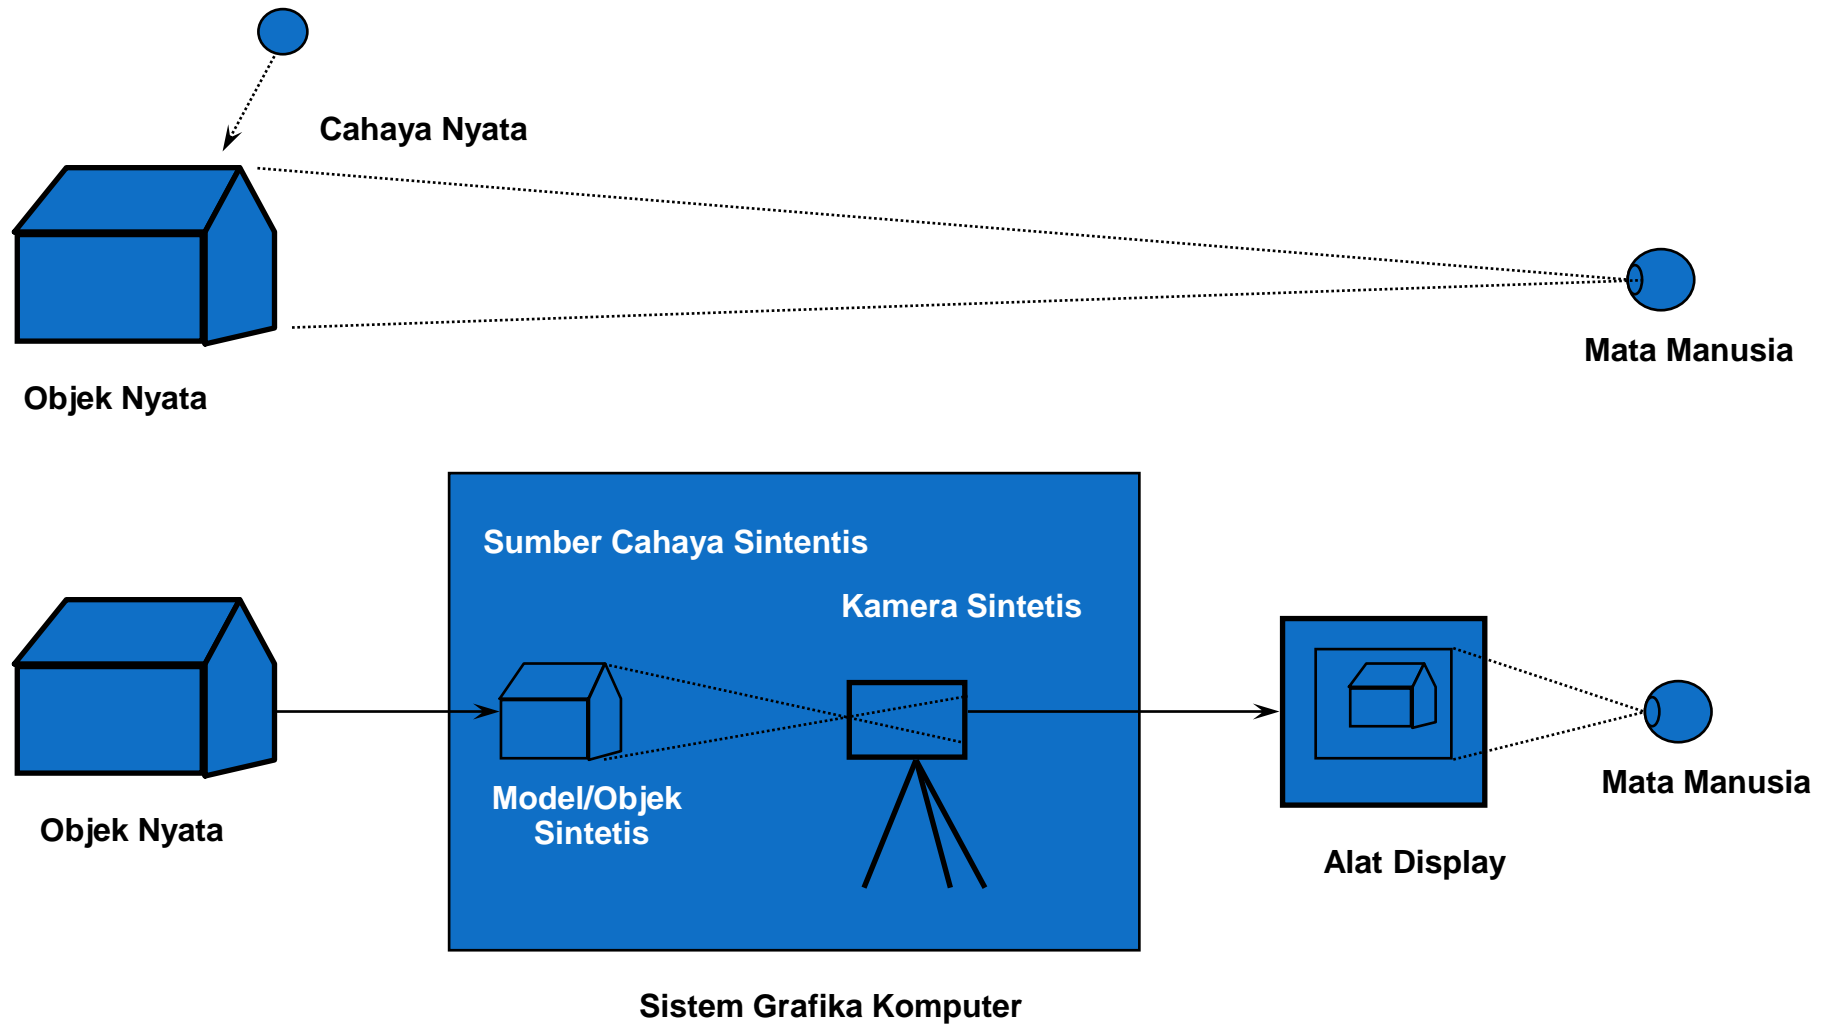 Cahaya Nyata
Mata Manusia
Objek Nyata
Sumber Cahaya Sintentis
Kamera Sintetis
Model/Objek
Sintetis
Objek Nyata
Mata Manusia
Alat Display
Sistem Grafika Komputer